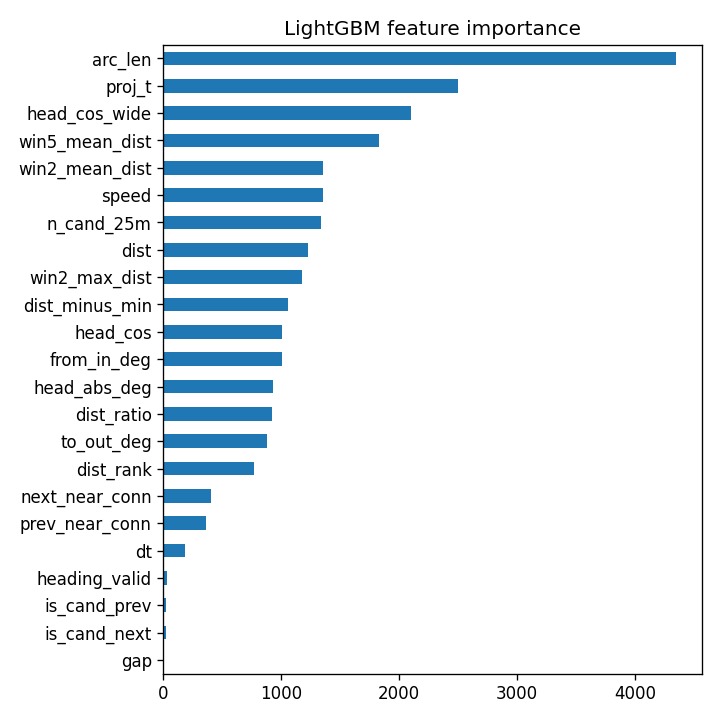 LightGBM feature importance
arc_len
proj_t
head_cos_wide
win5_mean_dist
win2_mean_dist
speed
n_cand_25m
dist
win2_max_dist
dist_minus_min
head_cos
from_in_deg
head_abs_deg
dist_ratio
to_out_deg
dist_rank
next_near_conn
prev_near_conn
dt
heading_valid
is_cand_prev
is_cand_next
gap
0 1000 2000 3000 4000